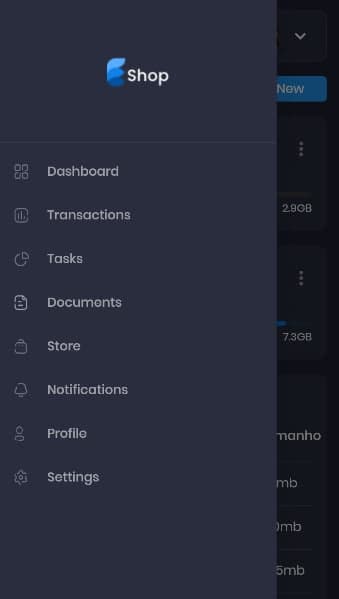 Shop
New
Dashboard
Transactions
2.9GB
Tasks
Documents
7.3GB
Store
Notifications
Profile
manho
Settings
mb
0mb
5mb